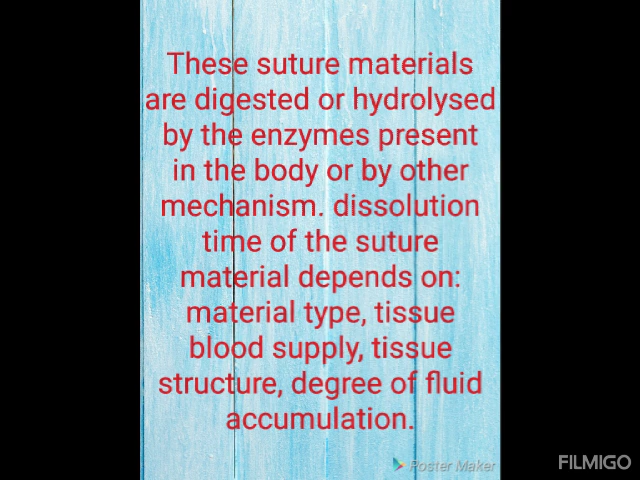 These suture materials
are digested or hydrolysed
by the enzymes present
in the body or by other
mechanism. dissolution
time of the suture
material depends on:
material type, tissue
blood supply, tissue
structure, degree of fluid
accumulation.
Poster Maker
FILMIGO